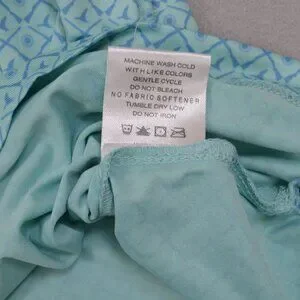 MACHINE WASH COLD
WITH LIKE COLORS
GENTLE CYCLE
DO NOT BLEACH
NO FABRIC SOFTENER
TUMBLE DRY LOW
DO NOT IRON